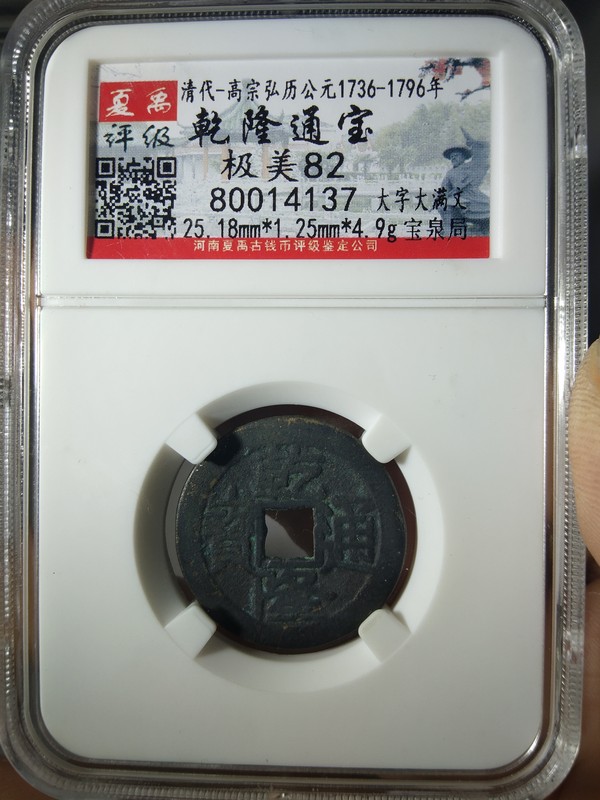 清代-高宗弘历公元1736-1796年
夏禹
评级
乾隆通宝
极美82
80014137 大字大满文
25.18mm*1.25mm*4.9g 宝泉局
河南夏禹古钱币评级鉴定公司
乾隆通寶